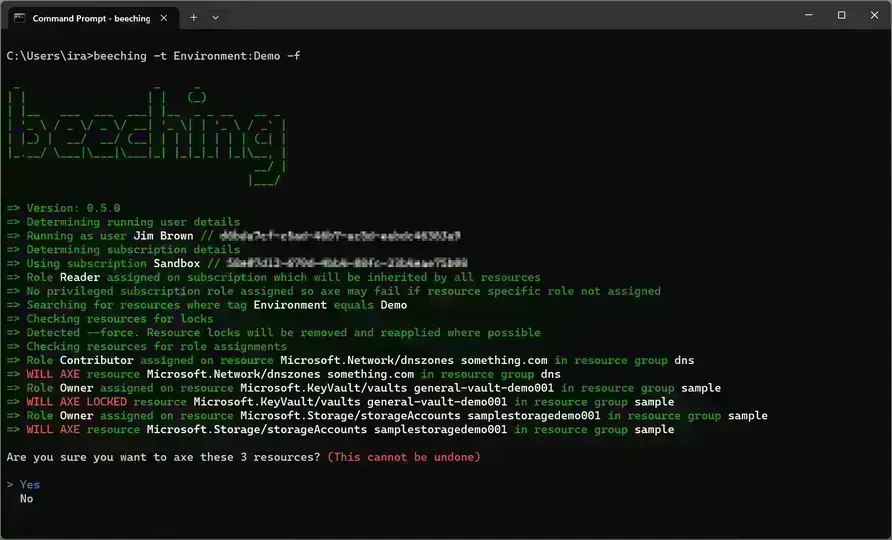 Command Prompt - beeching
C:\Users\ira>beeching -t Environment:Demo -f
beeching
=> Version: 0.5.0
=> Determining running user details
=> Running as user Jim Brown //
=> Determining subscription details
=> Using subscription Sandbox //
=> Role Reader assigned on subscription which will be inherited by all resources
=> No privileged subscription role assigned so axe may fail if resource specific role not assigned
=> Searching for resources where tag Environment equals Demo
=> Checking resources for locks
=> Detected --force. Resource locks will be removed and reapplied where possible
=> Checking resources for role assignments
=> Role Contributor assigned on resource Microsoft.Network/dnszones something.com in resource group dns
=> WILL AXE resource Microsoft.Network/dnszones something.com in resource group dns
=> Role Owner assigned on resource Microsoft.KeyVault/vaults general-vault-demo001 in resource group sample
=> WILL AXE LOCKED resource Microsoft.KeyVault/vaults general-vault-demo001 in resource group sample
=> Role Owner assigned on resource Microsoft.Storage/storageAccounts samplestoragedemo001 in resource group sample
=> WILL AXE resource Microsoft.Storage/storageAccounts samplestoragedemo001 in resource group sample
Are you sure you want to axe these 3 resources? (This cannot be undone)
> Yes
No